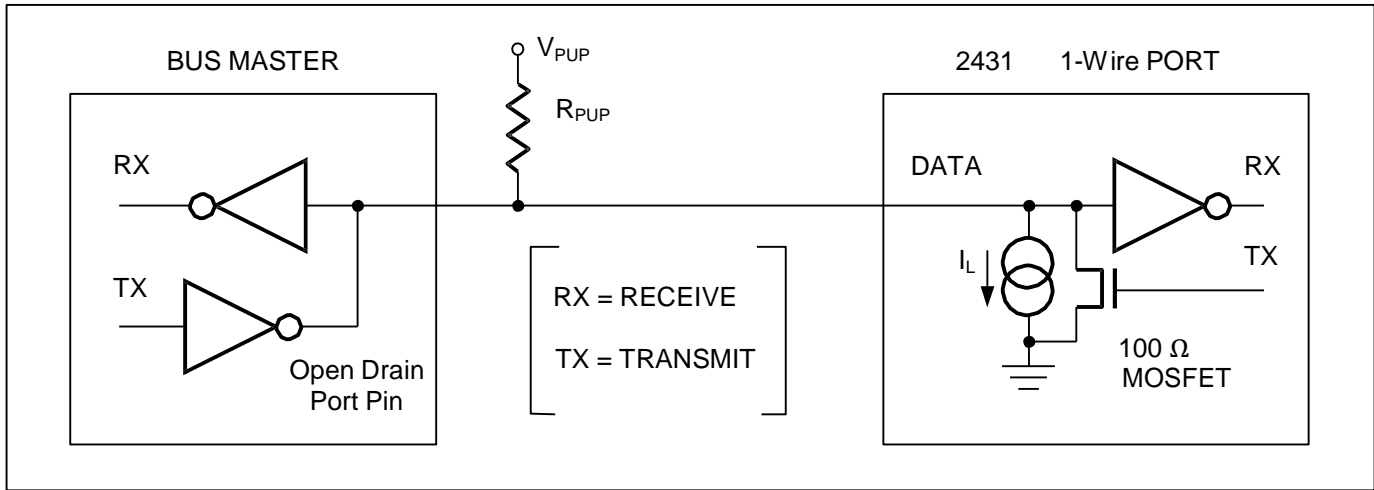 BUS MASTER
RX
TX
Open Drain
Port Pin
VPUP
RPUP
RX = RECEIVE
TX = TRANSMIT
2431 1-Wire PORT
DATA
RX
TX
IL
100 Ω
MOSFET